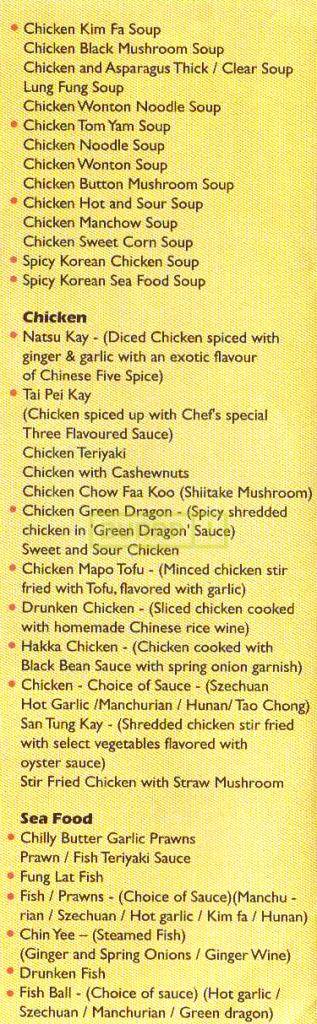 • Chicken Kim Fa Soup
Chicken Black Mushroom Soup
Chicken and Asparagus Thick / Clear Soup
Lung Fung Soup
Chicken Wonton Noodle Soup
• Chicken Tom Yam Soup
Chicken Noodle Soup
Chicken Wonton Soup
Chicken Button Mushroom Soup
• Chicken Hot and Sour Soup
Chicken Manchow Soup
Chicken Sweet Corn Soup
• Spicy Korean Chicken Soup
• Spicy Korean Sea Food Soup
Chicken
• Natsu Kay - (Diced Chicken spiced with
ginger & garlic with an exotic flavour
of Chinese Five Spice)
• Tai Pei Kay
(Chicken spiced up with Chef's special
Three Flavoured Sauce)
Chicken Teriyaki
Chicken with Cashewnuts
Chicken Chow Faa Koo (Shiitake Mushroom)
• Chicken Green Dragon - (Spicy shredded
chicken in 'Green Dragon' Sauce)
Sweet and Sour Chicken
• Chicken Mapo Tofu - (Minced chicken stir
fried with Tofu, flavored with garlic)
• Drunken Chicken - (Sliced chicken cooked
with homemade Chinese rice wine)
• Hakka Chicken - (Chicken cooked with
Black Bean Sauce with spring onion garnish)
• Chicken - Choice of Sauce - (Szechuan
Hot Garlic /Manchurian / Hunan/ Tao Chong)
San Tung Kay - (Shredded chicken stir fried
with select vegetables flavored with
oyster sauce)
Stir Fried Chicken with Straw Mushroom
Sea Food
• Chilly Butter Garlic Prawns
Prawn / Fish Teriyaki Sauce
• Fung Lat Fish
• Fish / Prawns - (Choice of Sauce)(Manchu -
rian / Szechuan / Hot garlic / Kim fa / Hunan)
• Chin Yee – (Steamed Fish)
(Ginger and Spring Onions / Ginger Wine)
• Drunken Fish
• Fish Ball - (Choice of sauce) (Hot garlic /
Szechuan / Manchurian / Green dragon)